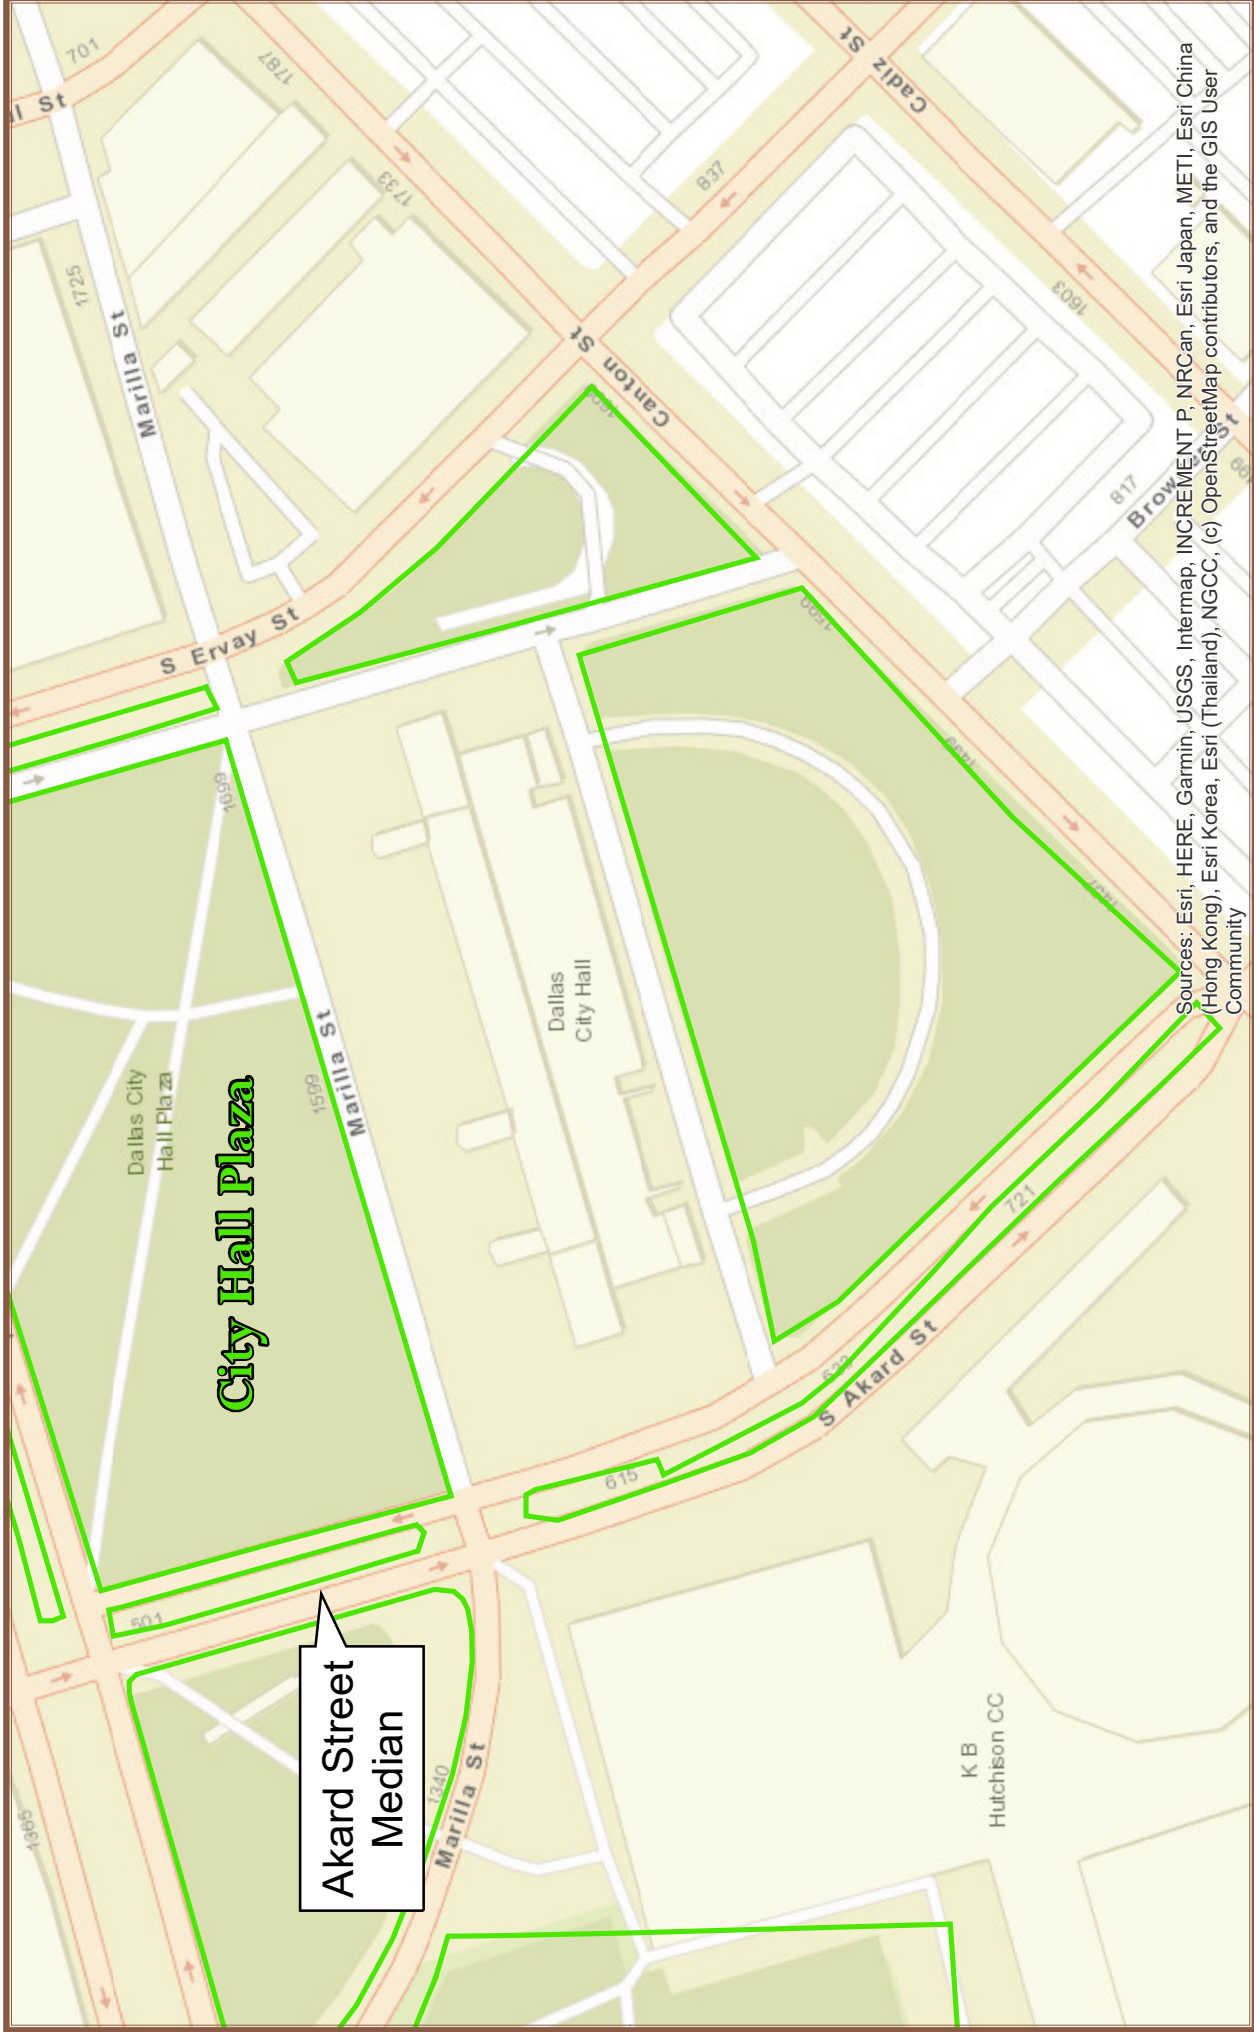 701
ll St
1787
1733
Cadiz St
837
1725
Marilla St
Canton St
1603
817
S Ervay St
1500
1499
1699
Dallas
City Hall
Dallas City
Hall Plaza
City Hall Plaza
Marilla St
1599
721
S Akard St
615
501
Akard Street
Median
1340
Marilla St
1365
K B
Hutchison CC
Sources: Esri, HERE, Garmin, USGS, Intermap, INCREMENT P, NRCan, Esri Japan, METI, Esri China
(Hong Kong), Esri Korea, Esri (Thailand), NGCC, (c) OpenStreetMap contributors, and the GIS User
Community